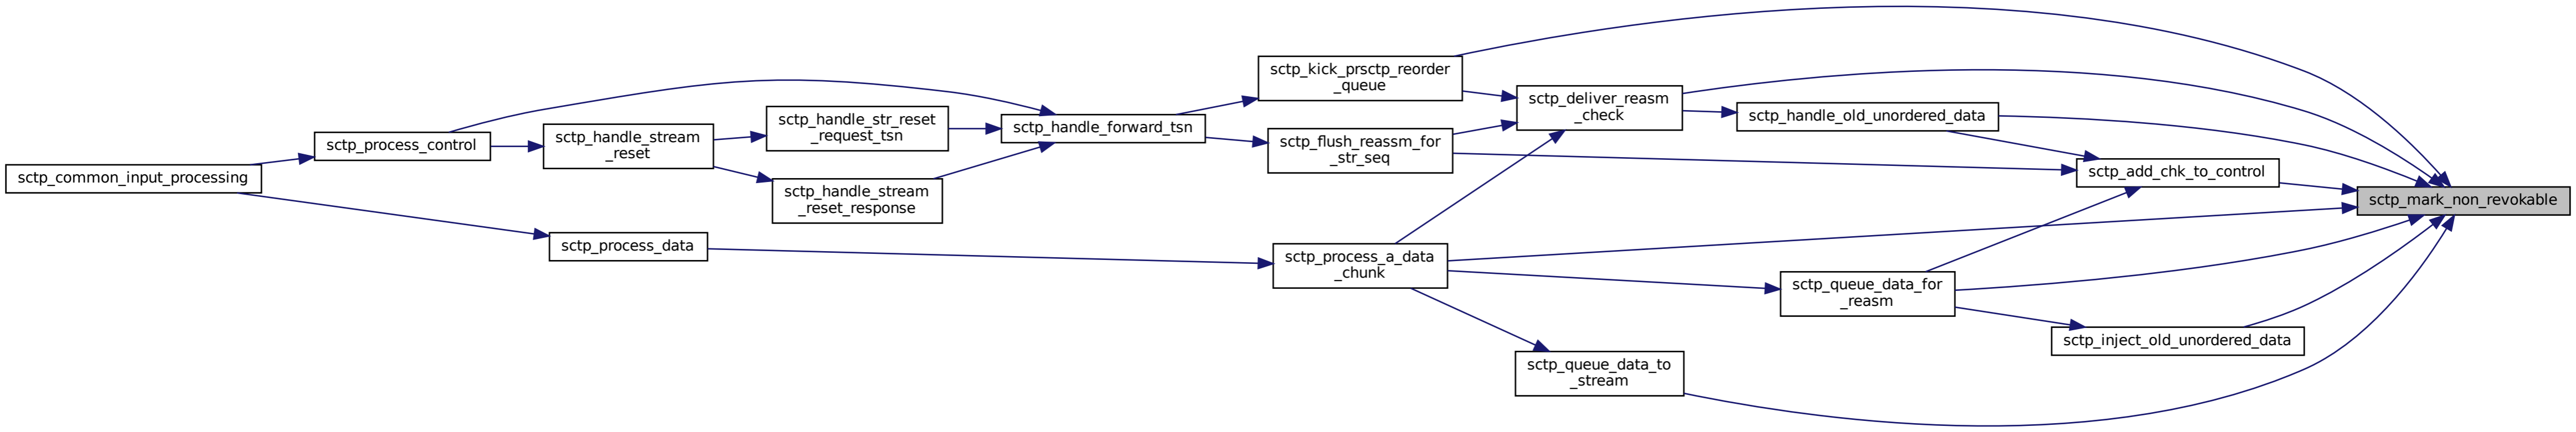 sctp_common_input_processing
sctp_process_control
sctp_process_data
sctp_handle_stream
_reset
sctp_handle_str_reset
_request_tsn
sctp_handle_stream
_reset_response
sctp_handle_forward_tsn
sctp_kick_prsctp_reorder
_queue
sctp_flush_reassm_for
_str_seq
sctp_process_a_data
_chunk
sctp_deliver_reasm
_check
sctp_queue_data_to
_stream
sctp_handle_old_unordered_data
sctp_queue_data_for
_reasm
sctp_add_chk_to_control
sctp_inject_old_unordered_data
sctp_mark_non_revokable